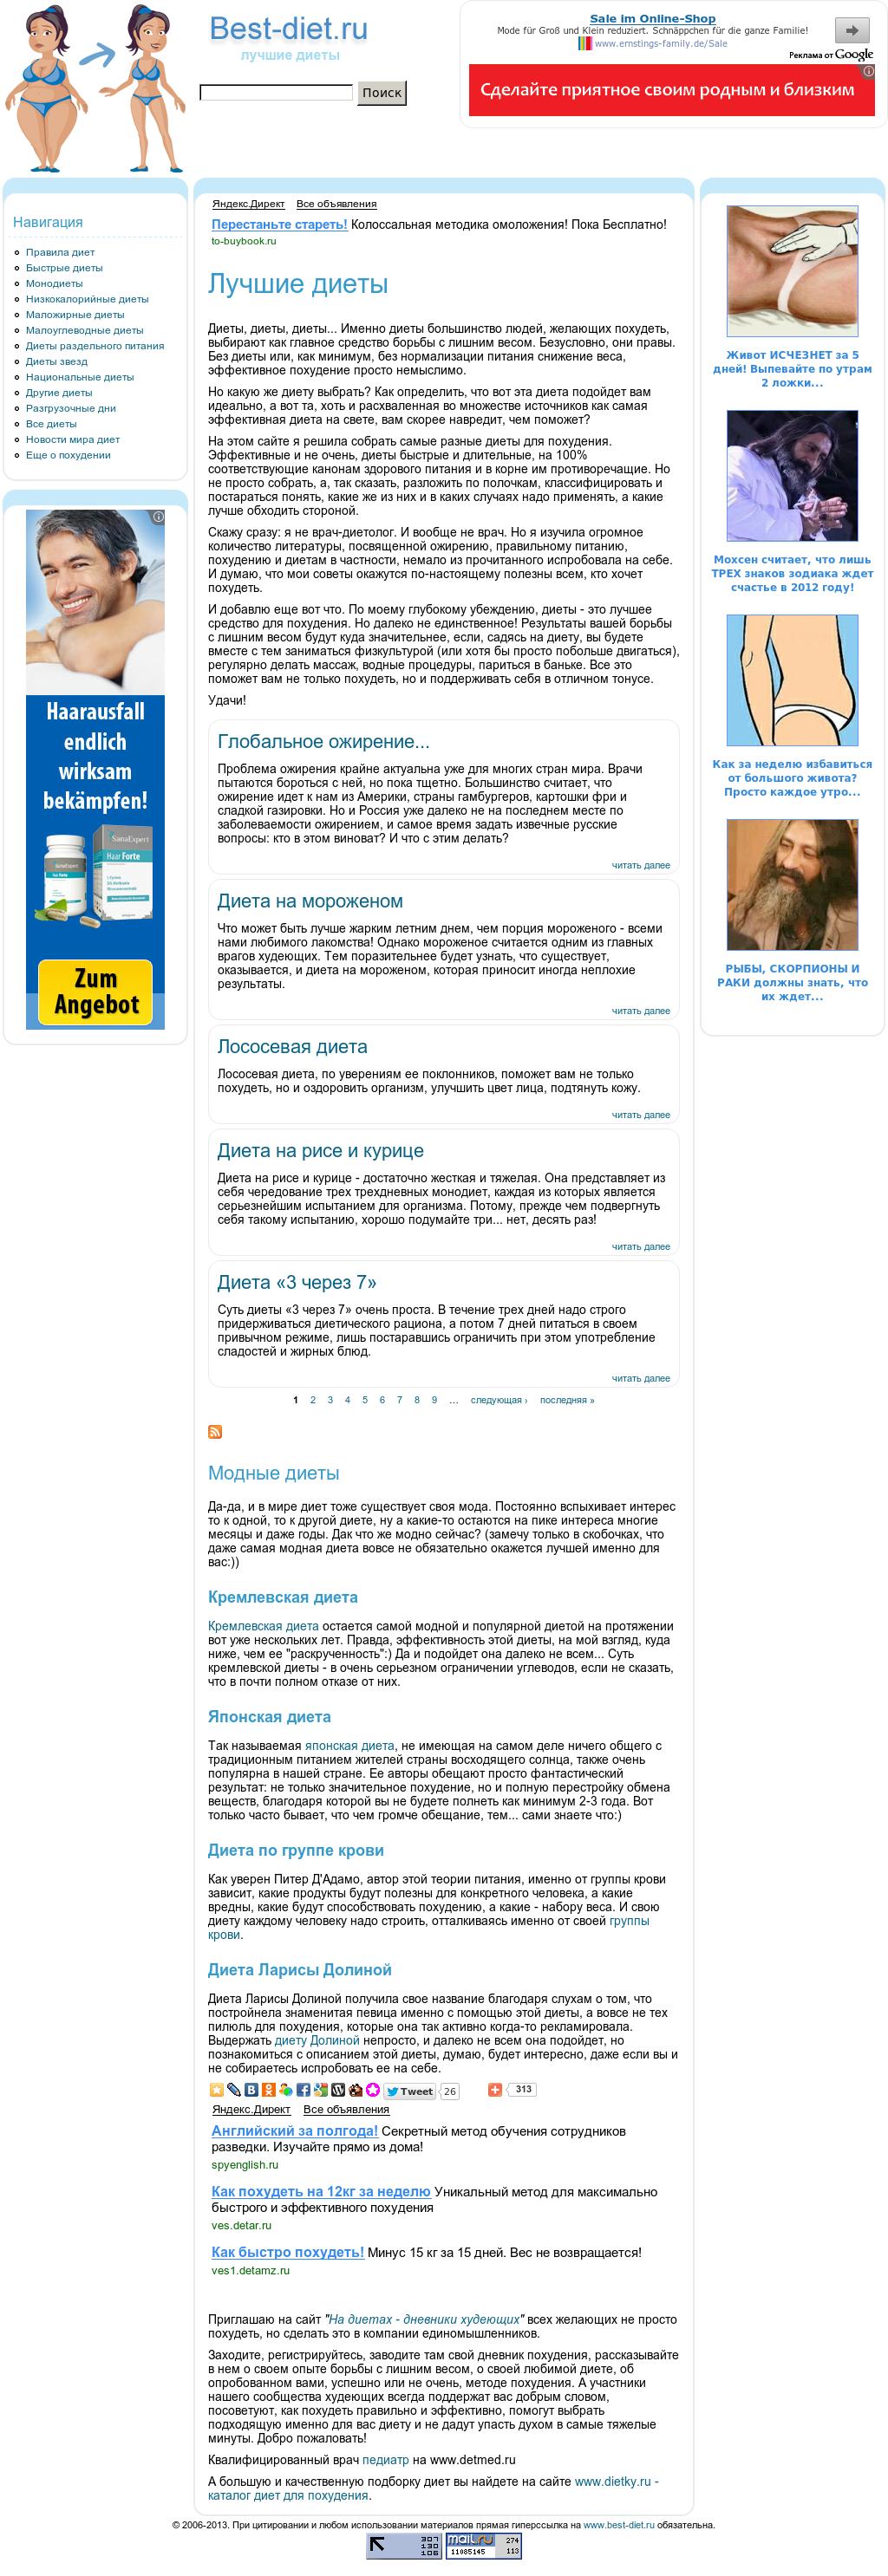 Best-diet.ru
лучшие диеты
Поиск
Sale im Online-Shop
Mode für Groß und Klein reduziert. Schnäppchen für die ganze Familie!
www.ernstings-family.de/Sale
Реклама от Google
Сделайте приятное своим родным и близким
Навигация
Правила диет
Быстрые диеты
Монодиеты
Низкокалорийные диеты
Маложирные диеты
Малоуглеводные диеты
Диеты раздельного питания
Диеты звезд
Национальные диеты
Другие диеты
Разгрузочные дни
Все диеты
Новости мира диет
Еще о похудении
Haarausfall
endlich
wirksam
bekämpfen!
SanaExpert
Haar Forte
Zum
Angebot
Яндекс.Директ Все объявления
Перестаньте стареть! Колоссальная методика омоложения! Пока Бесплатно!
to-buybook.ru
Лучшие диеты
Диеты, диеты, диеты... Именно диеты большинство людей, желающих похудеть,
выбирают как главное средство борьбы с лишним весом. Безусловно, они правы.
Без диеты или, как минимум, без нормализации питания снижение веса,
эффективное похудение просто немыслимо.
Но какую же диету выбрать? Как определить, что вот эта диета подойдет вам
идеально, а вот та, хоть и расхваленная во множестве источников как самая
эффективная диета на свете, вам скорее навредит, чем поможет?
На этом сайте я решила собрать самые разные диеты для похудения.
Эффективные и не очень, диеты быстрые и длительные, на 100%
соответствующие канонам здорового питания и в корне им противоречащие. Но
не просто собрать, а, так сказать, разложить по полочкам, классифицировать и
постараться понять, какие же из них и в каких случаях надо применять, а какие
лучше обходить стороной.
Скажу сразу: я не врач-диетолог. И вообще не врач. Но я изучила огромное
количество литературы, посвященной ожирению, правильному питанию,
похудению и диетам в частности, немало из прочитанного испробовала на себе.
И думаю, что мои советы окажутся по-настоящему полезны всем, кто хочет
похудеть.
И добавлю еще вот что. По моему глубокому убеждению, диеты - это лучшее
средство для похудения. Но далеко не единственное! Результаты вашей борьбы
с лишним весом будут куда значительнее, если, садясь на диету, вы будете
вместе с тем заниматься физкультурой (или хотя бы просто побольше двигаться),
регулярно делать массаж, водные процедуры, париться в баньке. Все это
поможет вам не только похудеть, но и поддерживать себя в отличном тонусе.
Удачи!
Глобальное ожирение...
Проблема ожирения крайне актуальна уже для многих стран мира. Врачи
пытаются бороться с ней, но пока тщетно. Большинство считает, что
ожирение идет к нам из Америки, страны гамбургеров, картошки фри и
сладкой газировки. Но и Россия уже далеко не на последнем месте по
заболеваемости ожирением, и самое время задать извечные русские
вопросы: кто в этом виноват? И что с этим делать?
читать далее
Диета на мороженом
Что может быть лучше жарким летним днем, чем порция мороженого - всеми
нами любимого лакомства! Однако мороженое считается одним из главных
врагов худеющих. Тем поразительнее будет узнать, что существует,
оказывается, и диета на мороженом, которая приносит иногда неплохие
результаты.
читать далее
Лососевая диета
Лососевая диета, по уверениям ее поклонников, поможет вам не только
похудеть, но и оздоровить организм, улучшить цвет лица, подтянуть кожу.
читать далее
Диета на рисе и курице
Диета на рисе и курице - достаточно жесткая и тяжелая. Она представляет из
себя чередование трех трехдневных монодиет, каждая из которых является
серьезнейшим испытанием для организма. Потому, прежде чем подвергнуть
себя такому испытанию, хорошо подумайте три... нет, десять раз!
читать далее
Диета «3 через 7»
Суть диеты «3 через 7» очень проста. В течение трех дней надо строго
придерживаться диетического рациона, а потом 7 дней питаться в своем
привычном режиме, лишь постаравшись ограничить при этом употребление
сладостей и жирных блюд.
читать далее
1 2 3 4 5 6 7 8 9 … следующая › последняя »
Модные диеты
Да-да, и в мире диет тоже существует своя мода. Постоянно вспыхивает интерес
то к одной, то к другой диете, ну а какие-то остаются на пике интереса многие
месяцы и даже годы. Дак что же модно сейчас? (замечу только в скобочках, что
даже самая модная диета вовсе не обязательно окажется лучшей именно для
вас:))
Кремлевская диета
Кремлевская диета остается самой модной и популярной диетой на протяжении
вот уже нескольких лет. Правда, эффективность этой диеты, на мой взгляд, куда
ниже, чем ее "раскрученность":) Да и подойдет она далеко не всем... Суть
кремлевской диеты - в очень серьезном ограничении углеводов, если не сказать,
что в почти полном отказе от них.
Японская диета
Так называемая японская диета, не имеющая на самом деле ничего общего с
традиционным питанием жителей страны восходящего солнца, также очень
популярна в нашей стране. Ее авторы обещают просто фантастический
результат: не только значительное похудение, но и полную перестройку обмена
веществ, благодаря которой вы не будете полнеть как минимум 2-3 года. Вот
только часто бывает, что чем громче обещание, тем... сами знаете что:)
Диета по группе крови
Как уверен Питер Д'Адамо, автор этой теории питания, именно от группы крови
зависит, какие продукты будут полезны для конкретного человека, а какие
вредны, какие будут способствовать похудению, а какие - набору веса. И свою
диету каждому человеку надо строить, отталкиваясь именно от своей группы
крови.
Диета Ларисы Долиной
Диета Ларисы Долиной получила свое название благодаря слухам о том, что
постройнела знаменитая певица именно с помощью этой диеты, а вовсе не тех
пилюль для похудения, которые она так активно когда-то рекламировала.
Выдержать диету Долиной непросто, и далеко не всем она подойдет, но
познакомиться с описанием этой диеты, думаю, будет интересно, даже если вы и
не собираетесь испробовать ее на себе.
Tweet 26 313
Яндекс.Директ Все объявления
Английский за полгода! Секретный метод обучения сотрудников
разведки. Изучайте прямо из дома!
spyenglish.ru
Как похудеть на 12кг за неделю Уникальный метод для максимально
быстрого и эффективного похудения
ves.detar.ru
Как быстро похудеть! Минус 15 кг за 15 дней. Вес не возвращается!
ves1.detamz.ru
Приглашаю на сайт "На диетах - дневники худеющих" всех желающих не просто
похудеть, но сделать это в компании единомышленников.
Заходите, регистрируйтесь, заводите там свой дневник похудения, рассказывайте
в нем о своем опыте борьбы с лишним весом, о своей любимой диете, об
опробованном вами, успешно или не очень, методе похудения. А участники
нашего сообщества худеющих всегда поддержат вас добрым словом,
посоветуют, как похудеть правильно и эффективно, помогут выбрать
подходящую именно для вас диету и не дадут упасть духом в самые тяжелые
минуты. Добро пожаловать!
Квалифицированный врач педиатр на www.detmed.ru
А большую и качественную подборку диет вы найдете на сайте www.dietky.ru -
каталог диет для похудения.
Живот ИСЧЕЗНЕТ за 5
дней! Выпевайте по утрам
2 ложки...
Мохсен считает, что лишь
ТРЕХ знаков зодиака ждет
счастье в 2012 году!
Как за неделю избавиться
от большого живота?
Просто каждое утро...
РЫБЫ, СКОРПИОНЫ И
РАКИ должны знать, что
их ждет...
© 2006-2013. При цитировании и любом использовании материалов прямая гиперссылка на www.best-diet.ru обязательна.
307
130
106
mail.ru 274
11085145 113